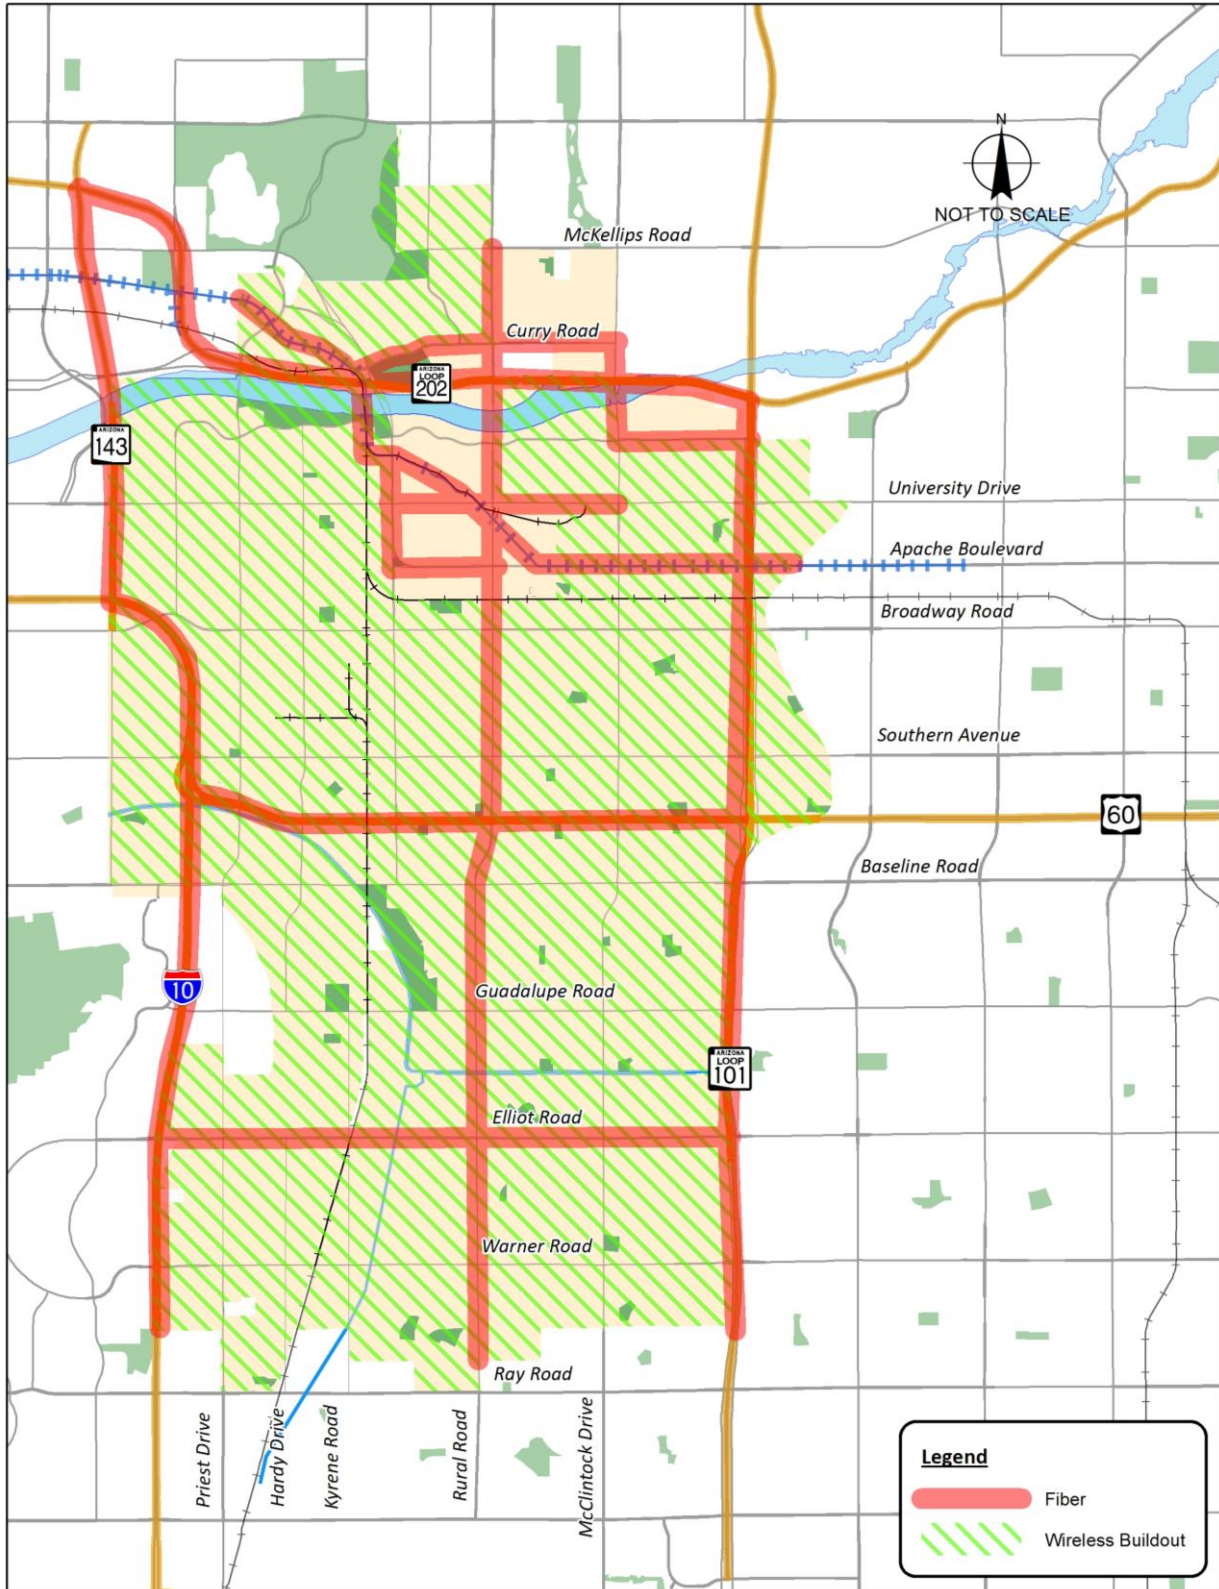 N
NOT TO SCALE
McKellips Road
Curry Road
ARIZONA
LOOP
202
ARIZONA
143
University Drive
Apache Boulevard
Broadway Road
Southern Avenue
60
Baseline Road
10
Guadalupe Road
ARIZONA
LOOP
101
Elliot Road
Warner Road
Ray Road
Priest Drive
Hardy Drive
Kyrene Road
Rural Road
McClintock Drive
Legend
Fiber
Wireless Buildout